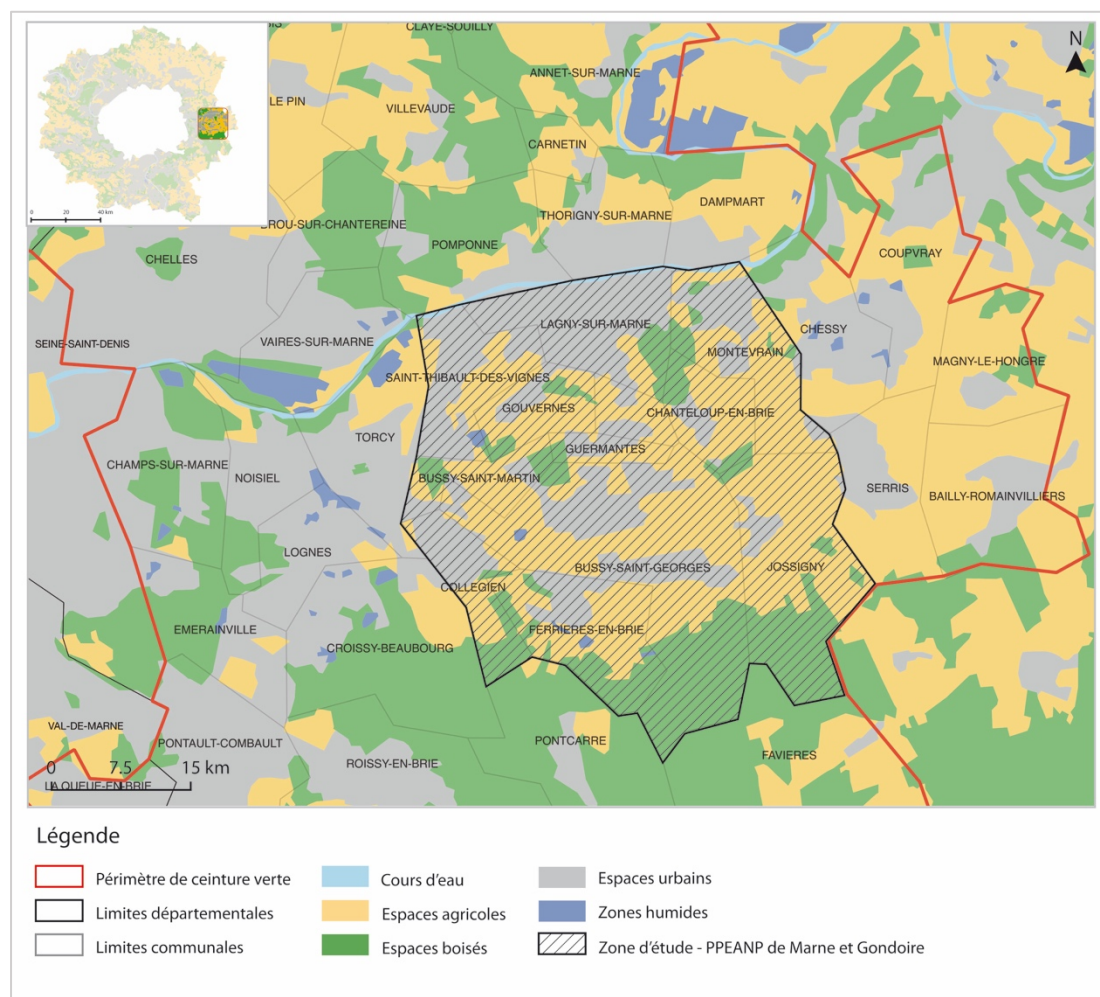 CLAYE-SOUILLY
N
ANNET-SUR-MARNE
LE PIN
VILLEVAUDE
CARNETIN
0 20 40 km
DAMPMART
THORIGNY-SUR-MARNE
BROU-SUR-CHANTEREINE
POMPONNE
COUPVRAY
CHELLES
LAGNY-SUR-MARNE
CHESSY
SEINE-SAINT-DENIS
VAIRES-SUR-MARNE
MONTEVRAIN
MAGNY-LE-HONGRE
SAINT-THIBAULT-DES-VIGNES
GOUVERNES
CHANTELOUP-EN-BRIE
TORCY
GUERMANTES
CHAMPS-SUR-MARNE
NOISIEL
BUSSY-SAINT-MARTIN
SERRIS
BAILLY-ROMAINVILLIERS
LOGNES
BUSSY-SAINT-GEORGES
JOSSIGNY
COLLEGIEN
EMERAINVILLE
FERRIERES-EN-BRIE
CROISSY-BEAUBOURG
VAL-DE-MARNE
PONTAULT-COMBAULT
PONTCARRE
FAVIERES
ROISSY-EN-BRIE
0 7.5 15 km
LA QUEUE-EN-BRIE
Légende
Périmètre de ceinture verte
Cours d'eau
Espaces urbains
Limites départementales
Espaces agricoles
Zones humides
Limites communales
Espaces boisés
Zone d'étude - PPEANP de Marne et Gondoire